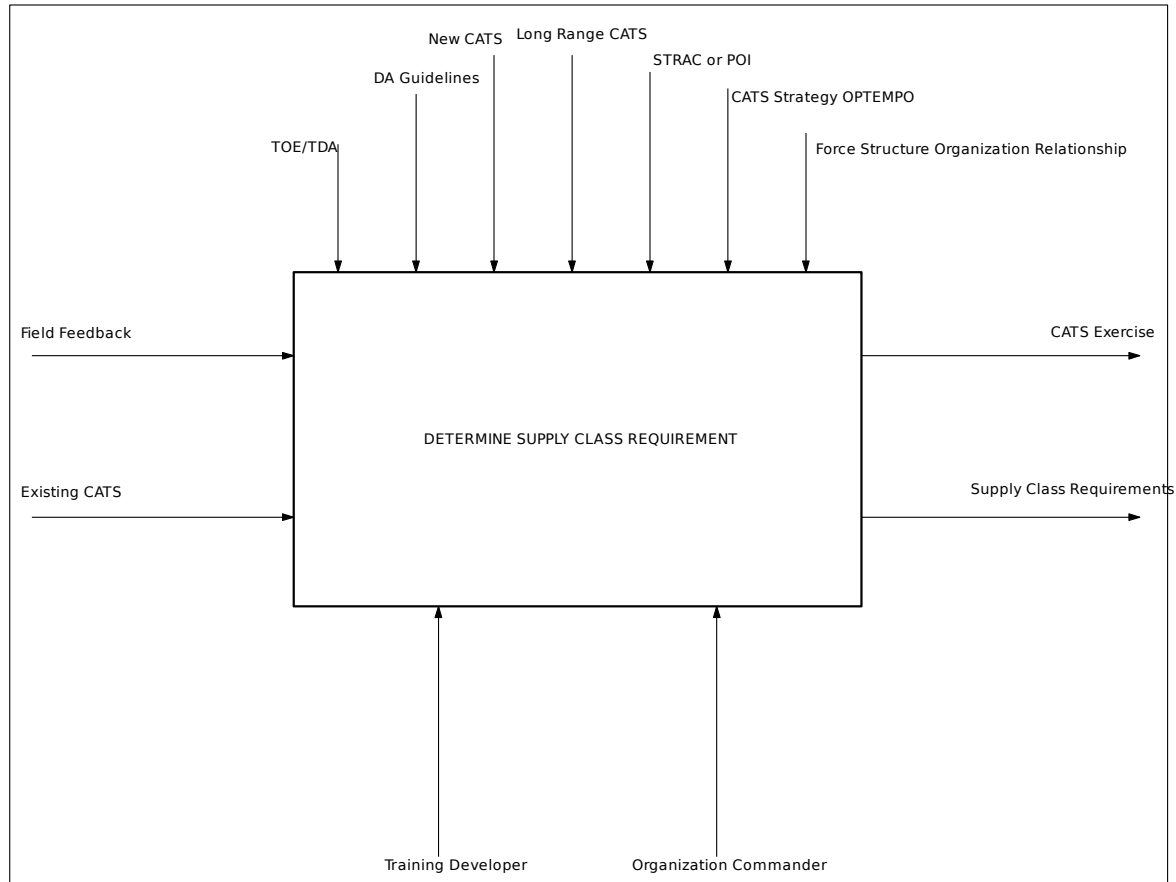 Long Range CATS
New CATS
STRAC or POI
DA Guidelines
CATS Strategy OPTEMPO
TOE/TDA
Force Structure Organization Relationship
Field Feedback
CATS Exercise
DETERMINE SUPPLY CLASS REQUIREMENT
Existing CATS
Supply Class Requirements
Training Developer
Organization Commander